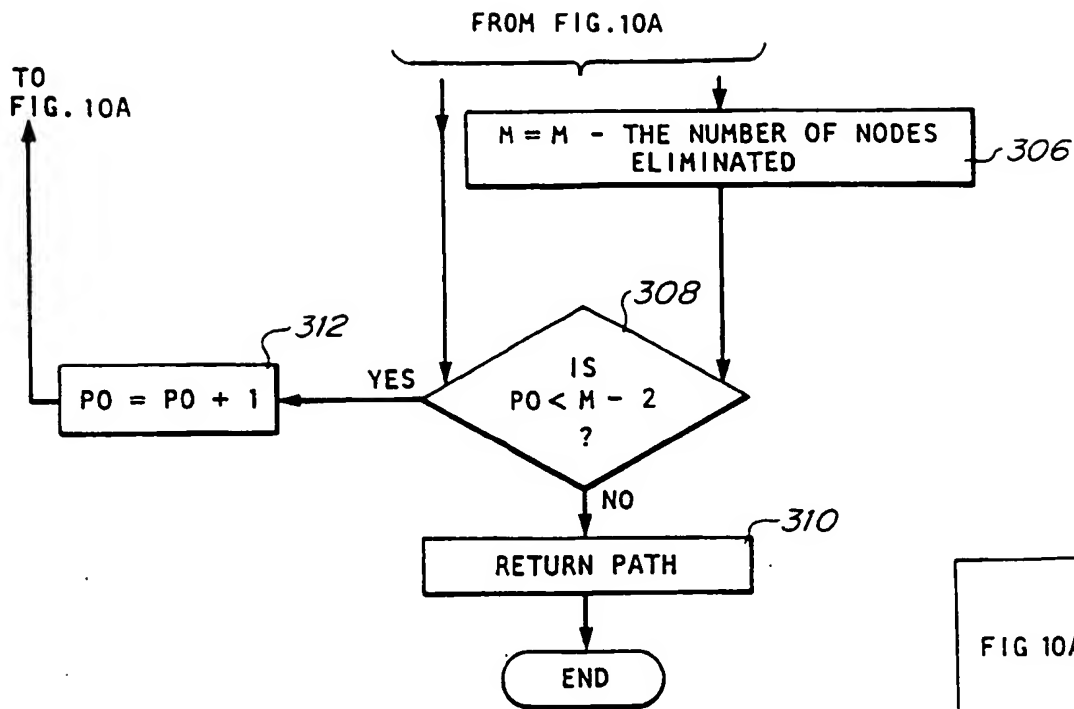 FROM FIG.10A
TO
FIG. 10A
M = M - THE NUMBER OF NODES
ELIMINATED
306
308
312
IS
PO < M - 2
?
YES
PO = PO + 1
NO
310
RETURN PATH
FIG 10A
END